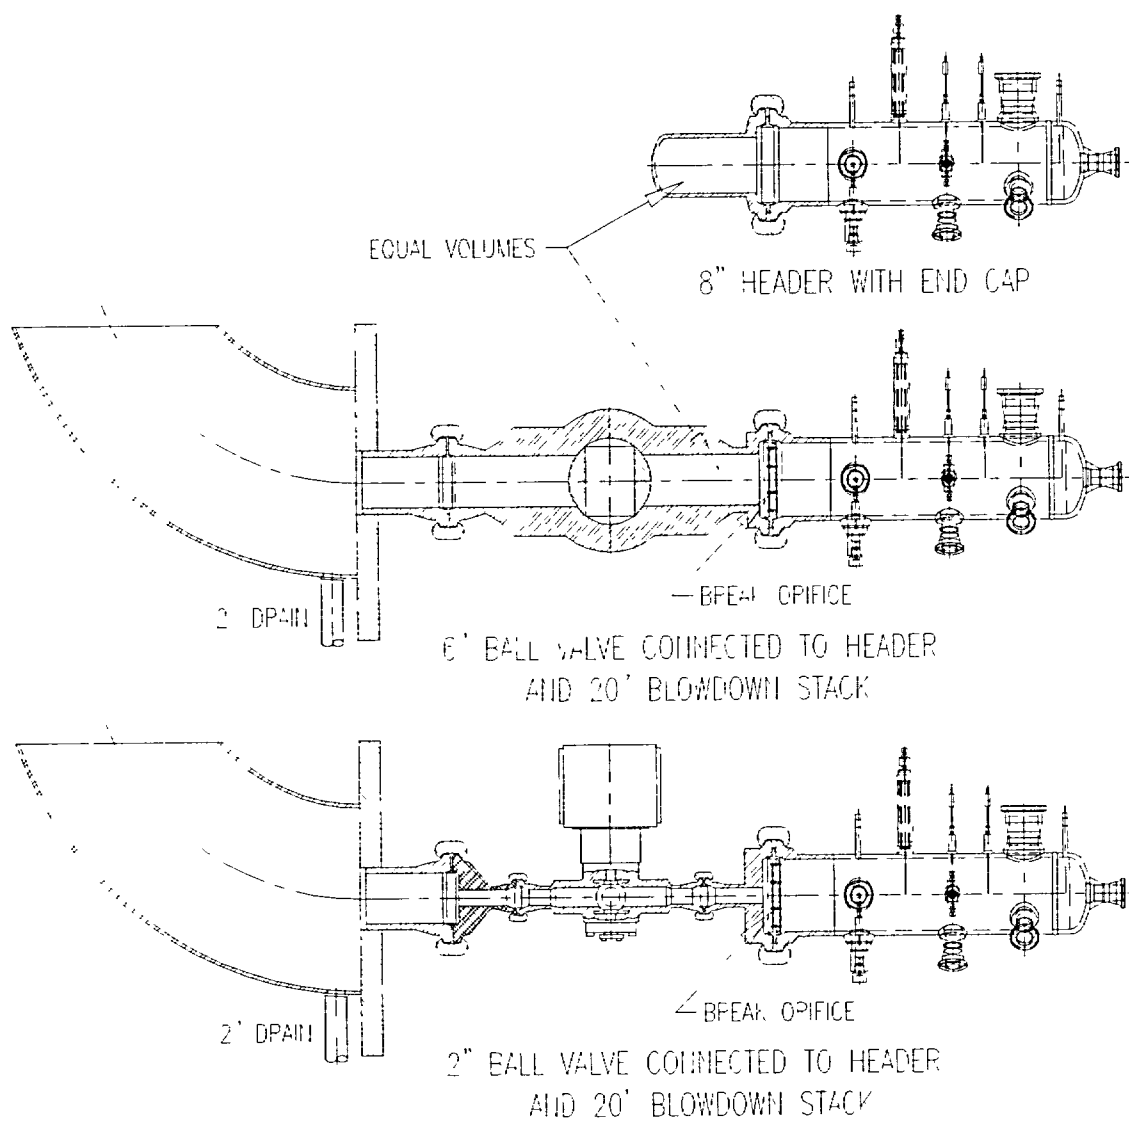 EQUAL VOLUMES
8" HEADER WITH END CAP
2 DRAIN
BREAK ORIFICE
6' BALL VALVE CONNECTED TO HEADER
AND 20' BLOWDOWN STACK
2' DRAIN
BREAK ORIFICE
2" BALL VALVE CONNECTED TO HEADER
AND 20' BLOWDOWN STACK